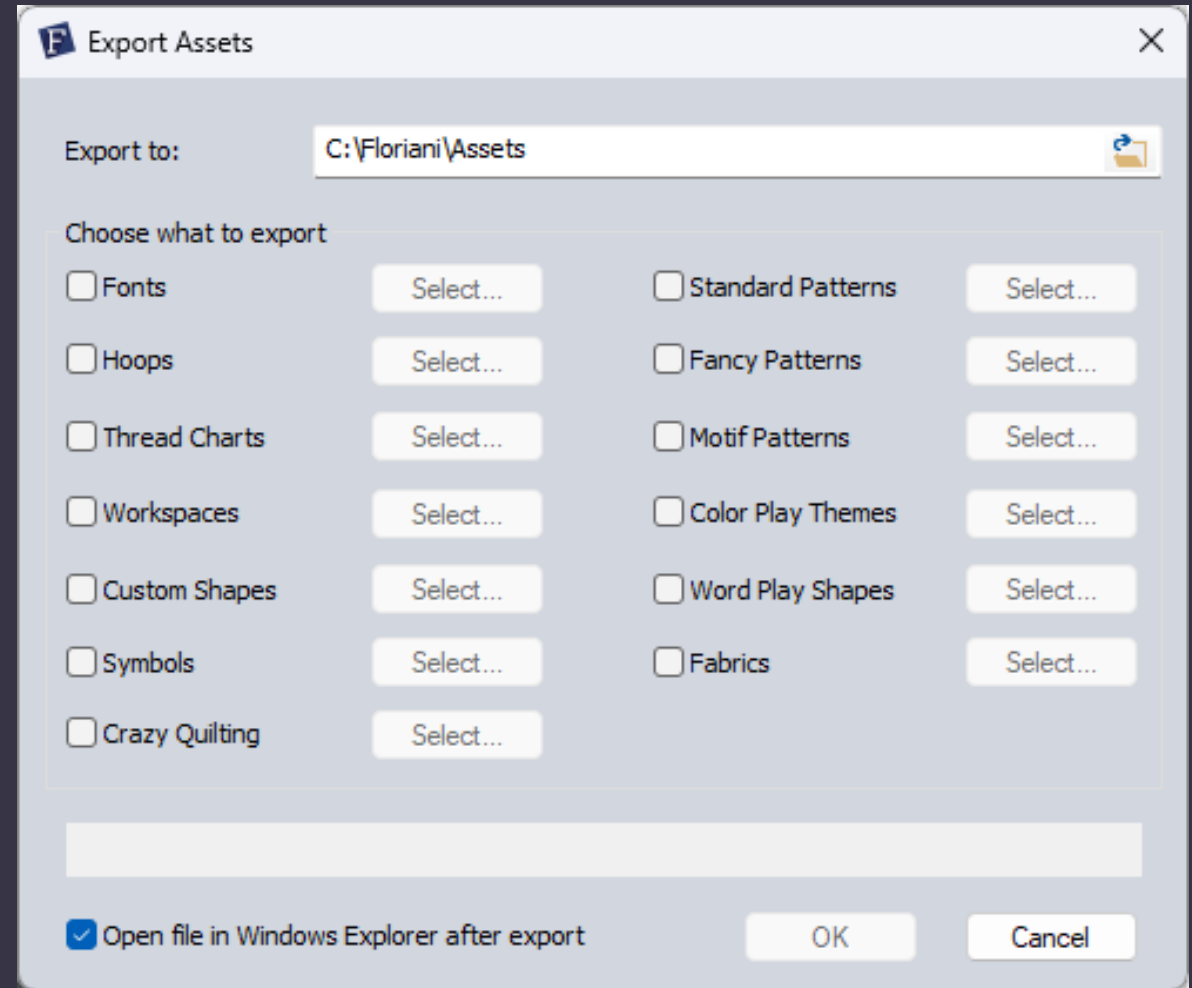 F Export Assets
Export to: C:\Floriani\Assets
Choose what to export
Fonts Select... Standard Patterns Select...
Hoops Select... Fancy Patterns Select...
Thread Charts Select... Motif Patterns Select...
Workspaces Select... Color Play Themes Select...
Custom Shapes Select... Word Play Shapes Select...
Symbols Select... Fabrics Select...
Crazy Quilting Select...
Open file in Windows Explorer after export OK Cancel